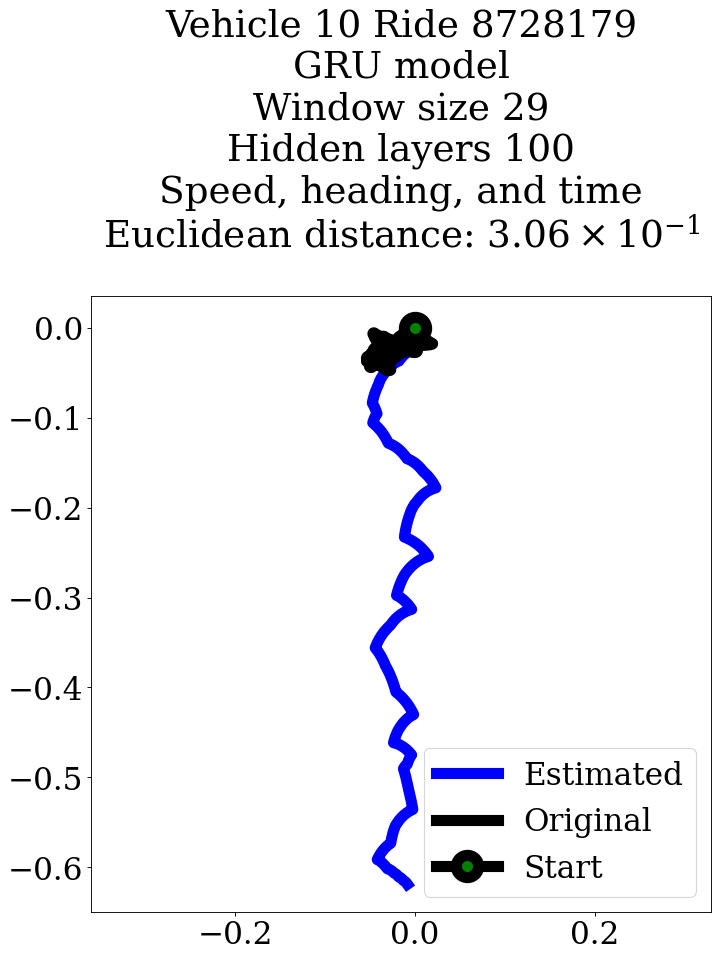 Vehicle 10 Ride 8728179
GRU model
Window size 29
Hidden layers 100
Speed, heading, and time
Euclidean distance: 3.06 × 10⁻¹
0.0
−0.1
−0.2
−0.3
−0.4
−0.5
−0.6
Estimated
Original
Start
−0.2 0.0 0.2